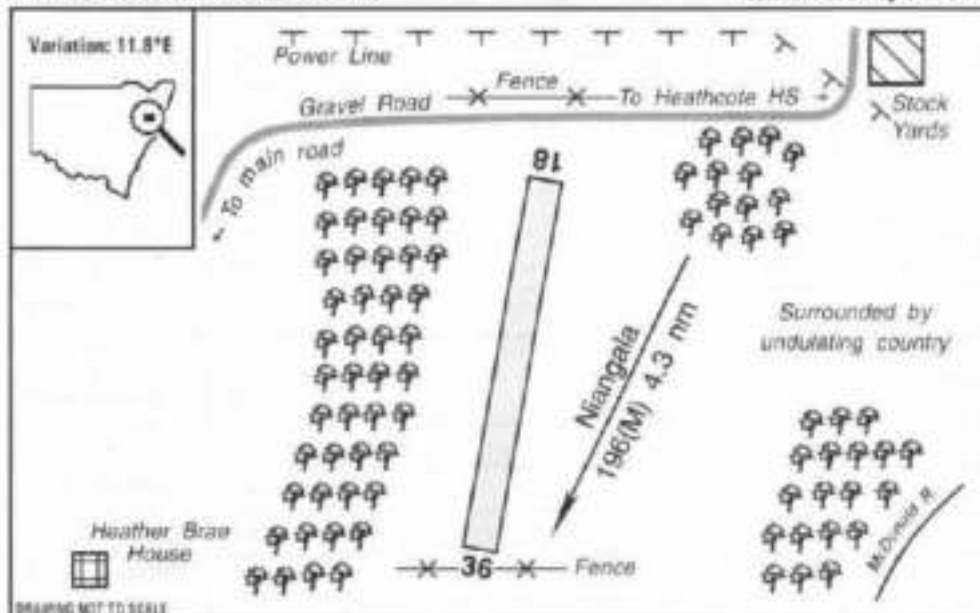 Variation: 11.8°E
Power Line
Fence
Gravel Road
To Heathcote HS →
Stock
Yards
← To main road
18
Niangala
196(M) 4.3 nm
Surrounded by
undulating country
Heather Brae
House
36
Fence
McDonald R.
DRAWING NOT TO SCALE